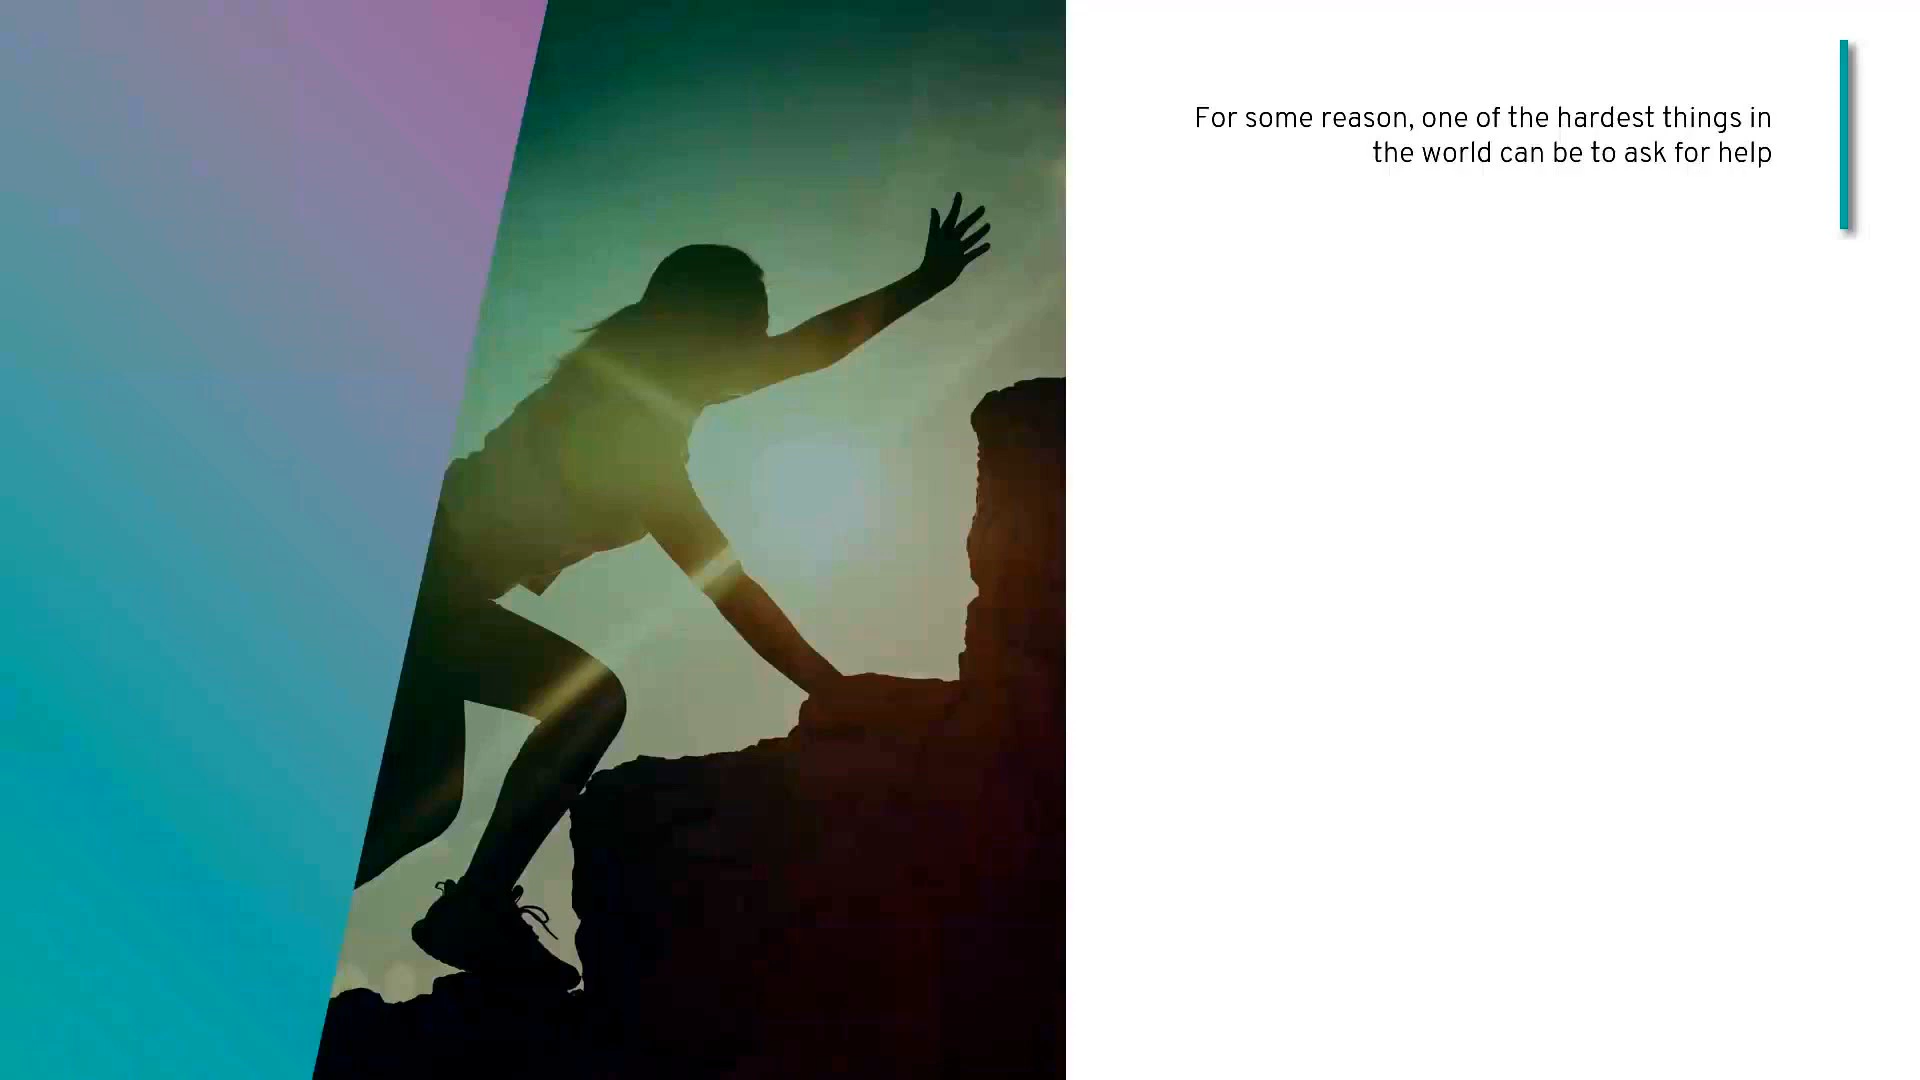 For some reason, one of the hardest things in
the world can be to ask for help